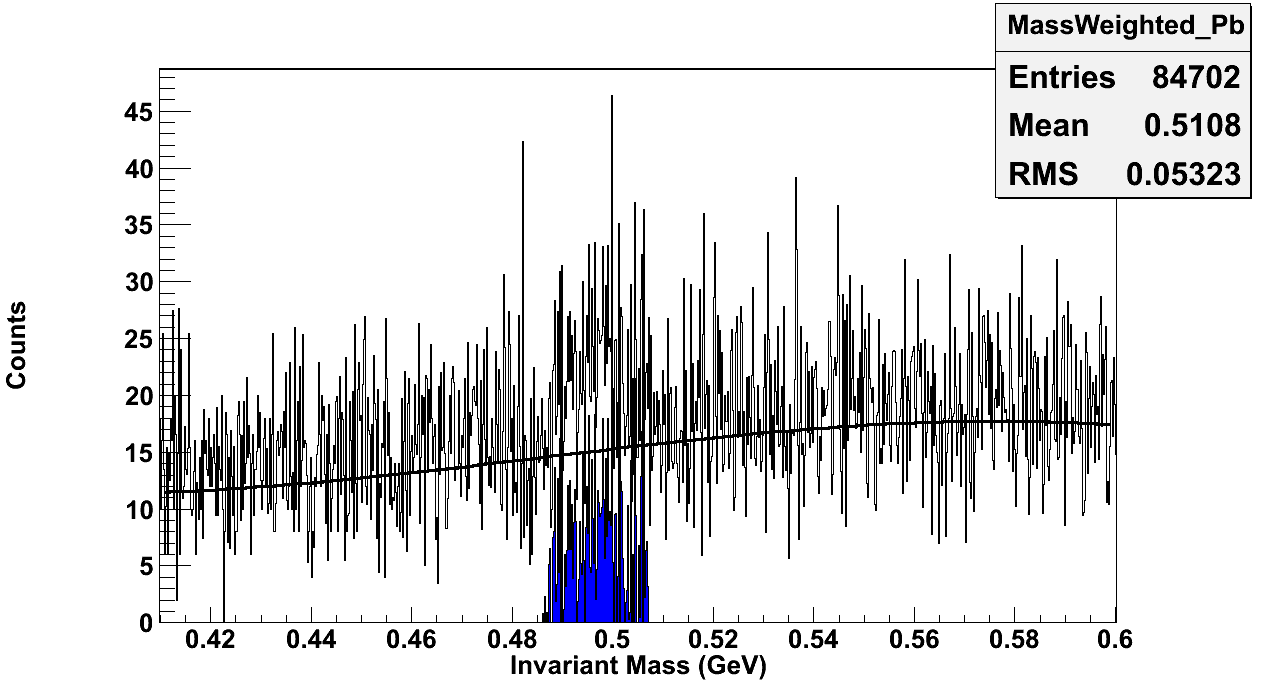 MassWeighted_Pb
Entries 84702
Mean 0.5108
RMS 0.05323
Counts
45
40
35
30
25
20
15
10
5
0
0.42 0.44 0.46 0.48 0.5 0.52 0.54 0.56 0.58 0.6
Invariant Mass (GeV)